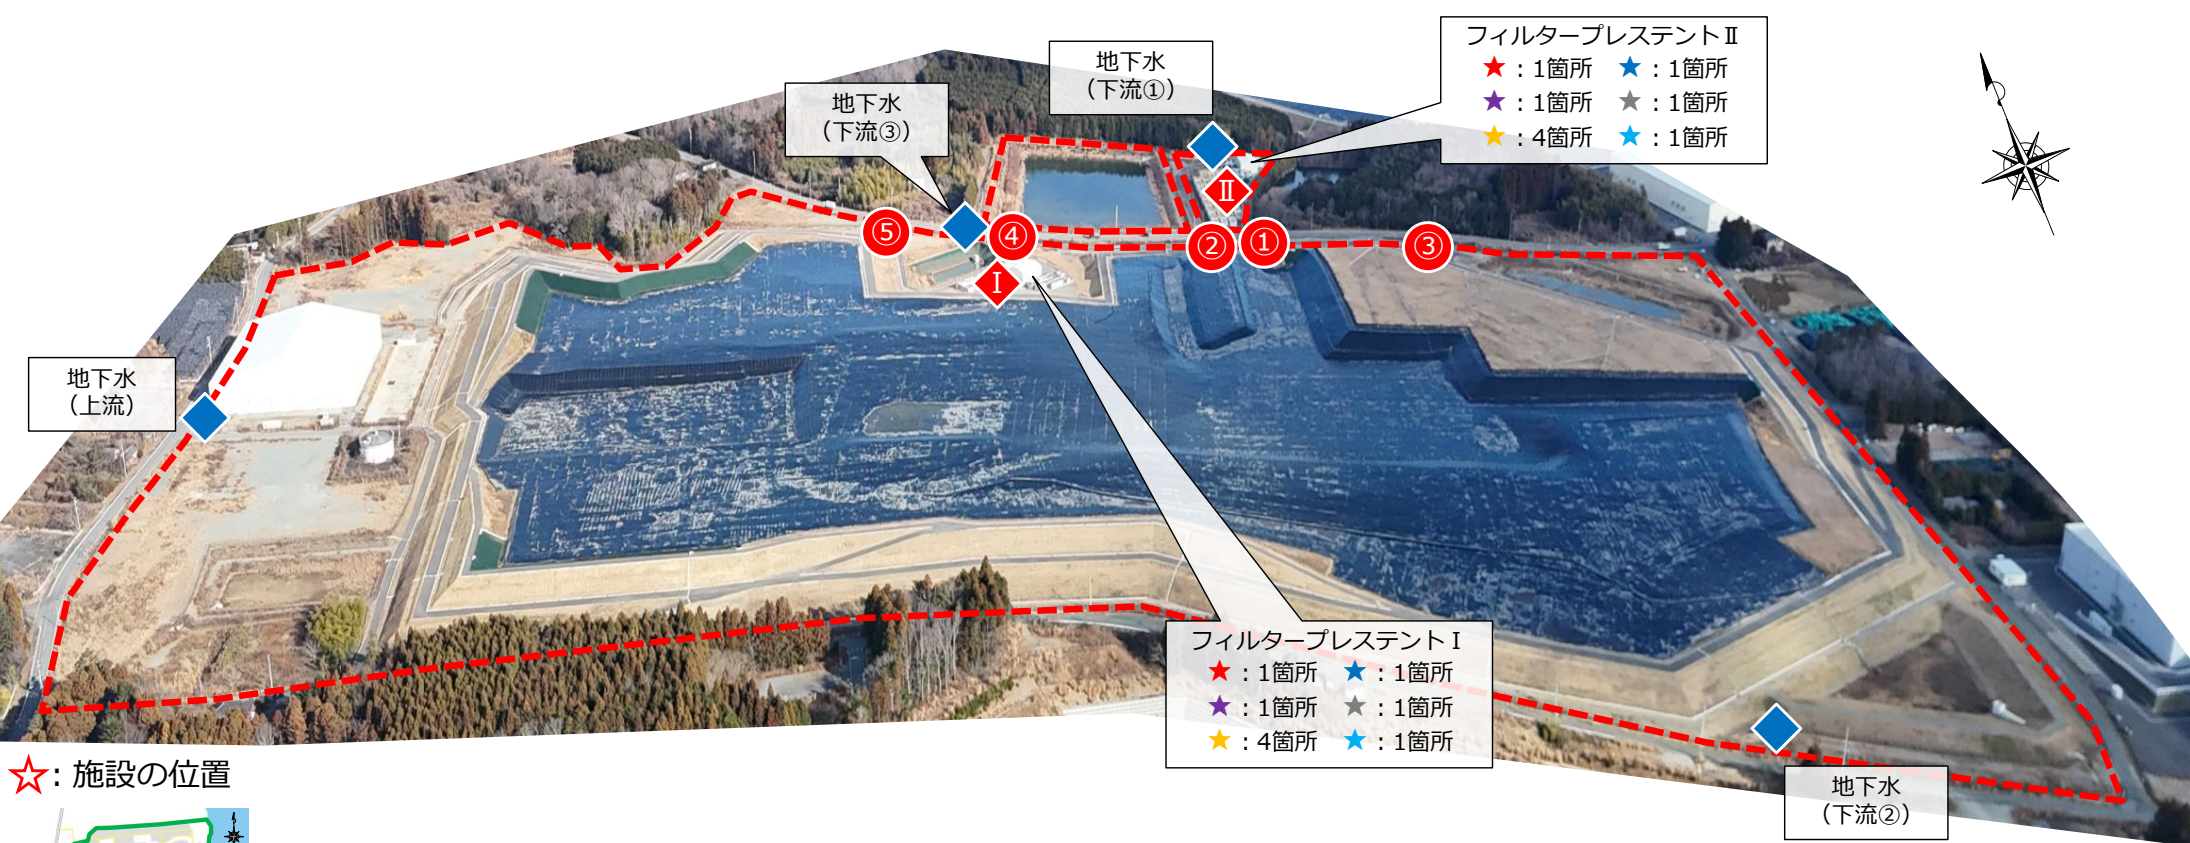 フィルタープレステントⅡ
★：1箇所 ★：1箇所
★：1箇所 ★：1箇所
★：4箇所 ★：1箇所
地下水
（下流①）
地下水
（下流③）
Ⅱ
⑤
④
②
①
③
Ⅰ
地下水
（上流）
フィルタープレステントⅠ
★：1箇所 ★：1箇所
★：1箇所 ★：1箇所
★：4箇所 ★：1箇所
地下水
（下流②）
☆：施設の位置